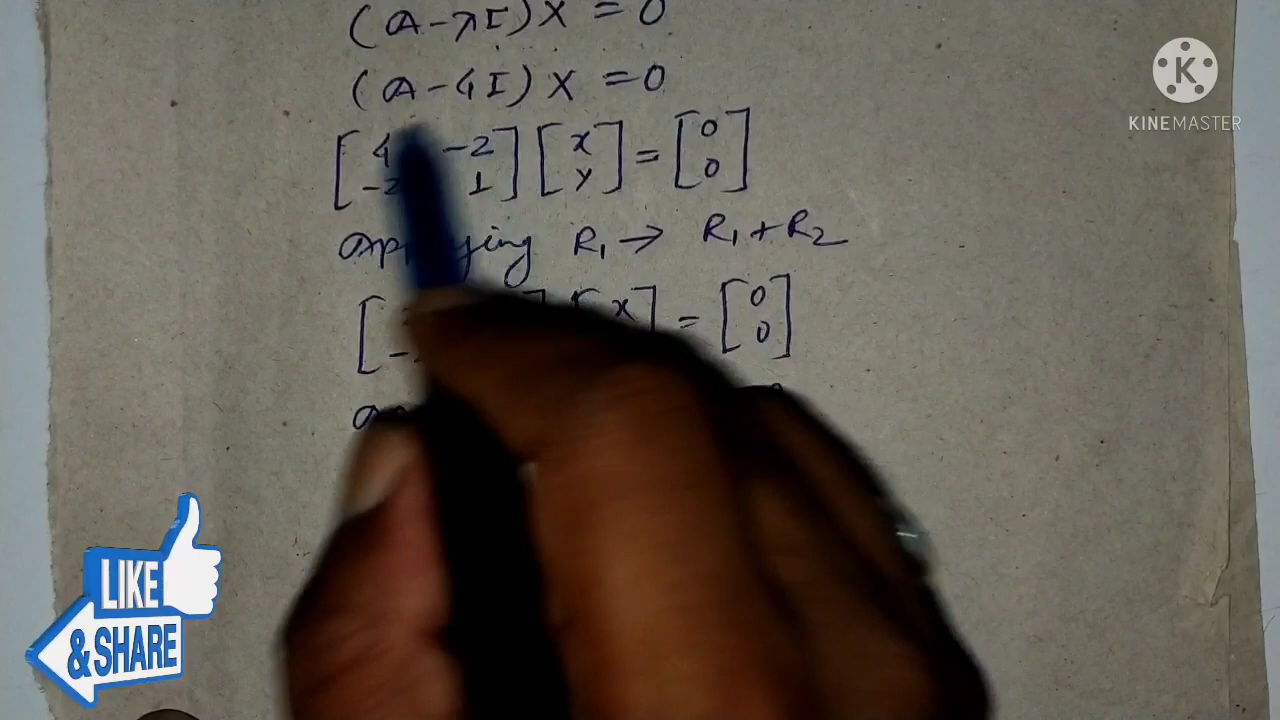 (A-λI)X = 0
(A-4I)X = 0
[4 -2] [x] = [0]
[-2 1] [y] [0]
Applying R₁ → R₁+R₂
[ ] [x] = [0]
[ ] [ ] [0]
KINEMASTER
LIKE
&SHARE